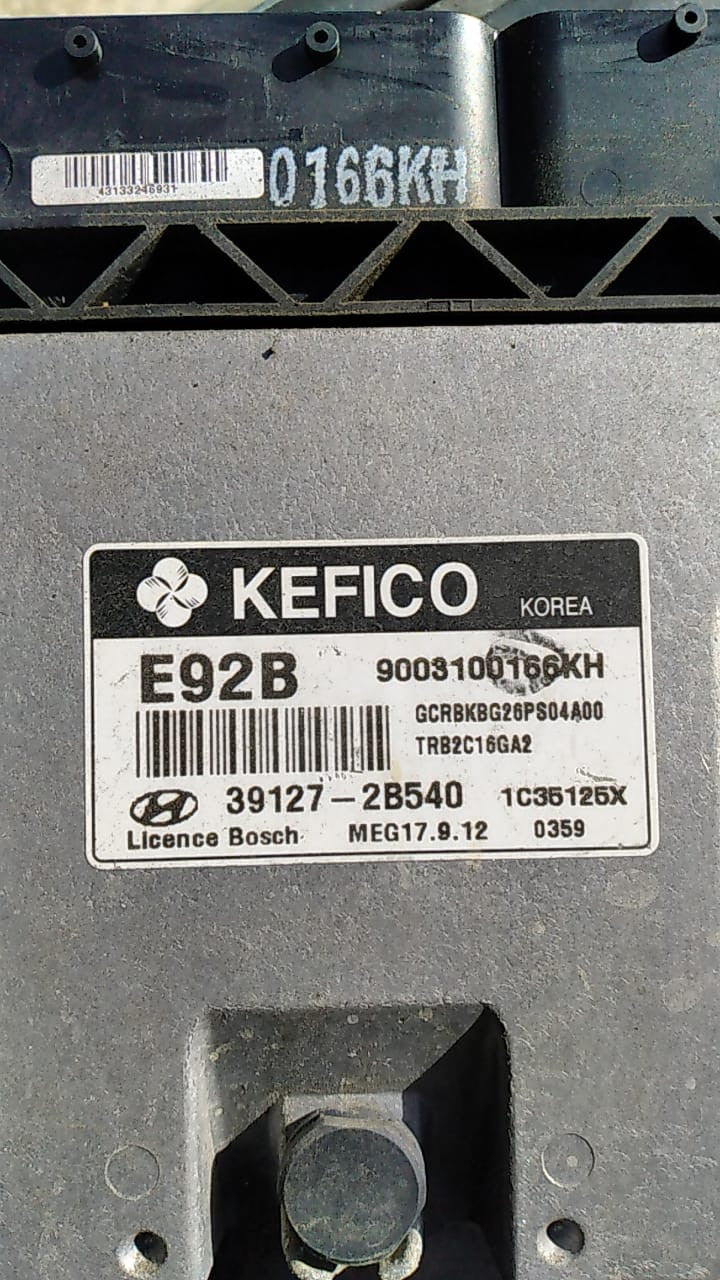 43133246931
0166KH
KEFICO KOREA
E92B 9003100166KH
GCRBKBG26PS04A00
TRB2C16GA2
39127-2B540 1C35125X
Licence Bosch MEG17.9.12 0359